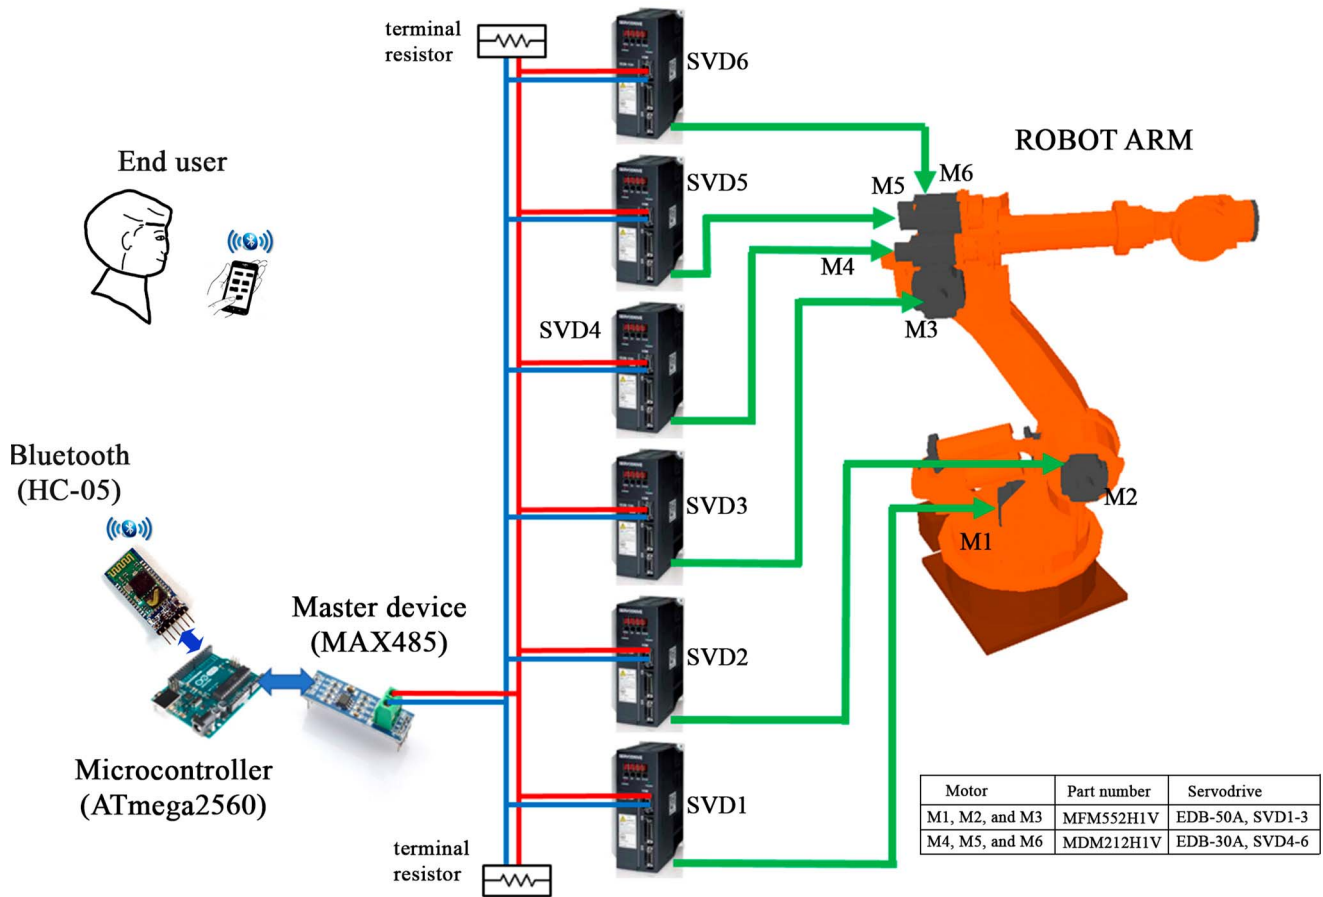 terminal
resistor
SVD6
ROBOT ARM
End user
SVD5
M5
M6
M4
SVD4
M3
Bluetooth
(HC-05)
SVD3
M2
M1
Master device
(MAX485)
SVD2
Microcontroller
(ATmega2560)
SVD1
terminal
resistor
Motor Part number Servodrive
M1, M2, and M3 MFM552H1V EDB-50A, SVD1-3
M4, M5, and M6 MDM212H1V EDB-30A, SVD4-6